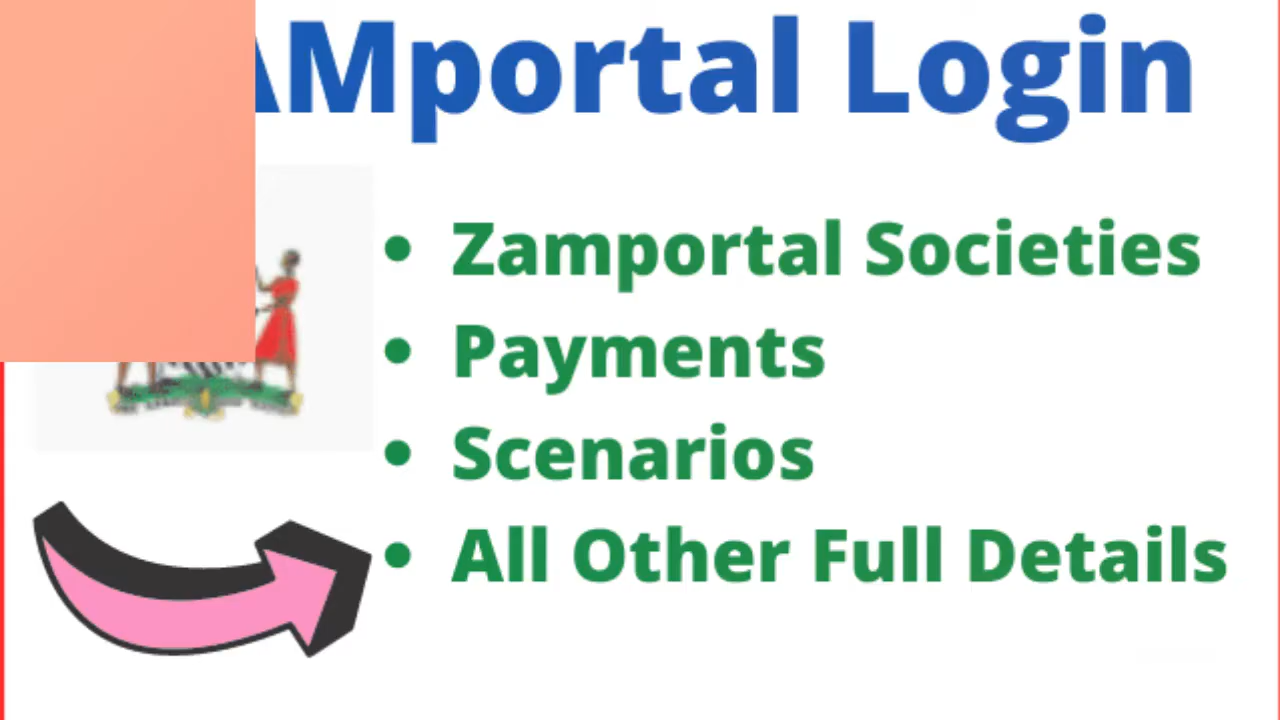 AMportal Login
• Zamportal Societies
• Payments
• Scenarios
• All Other Full Details